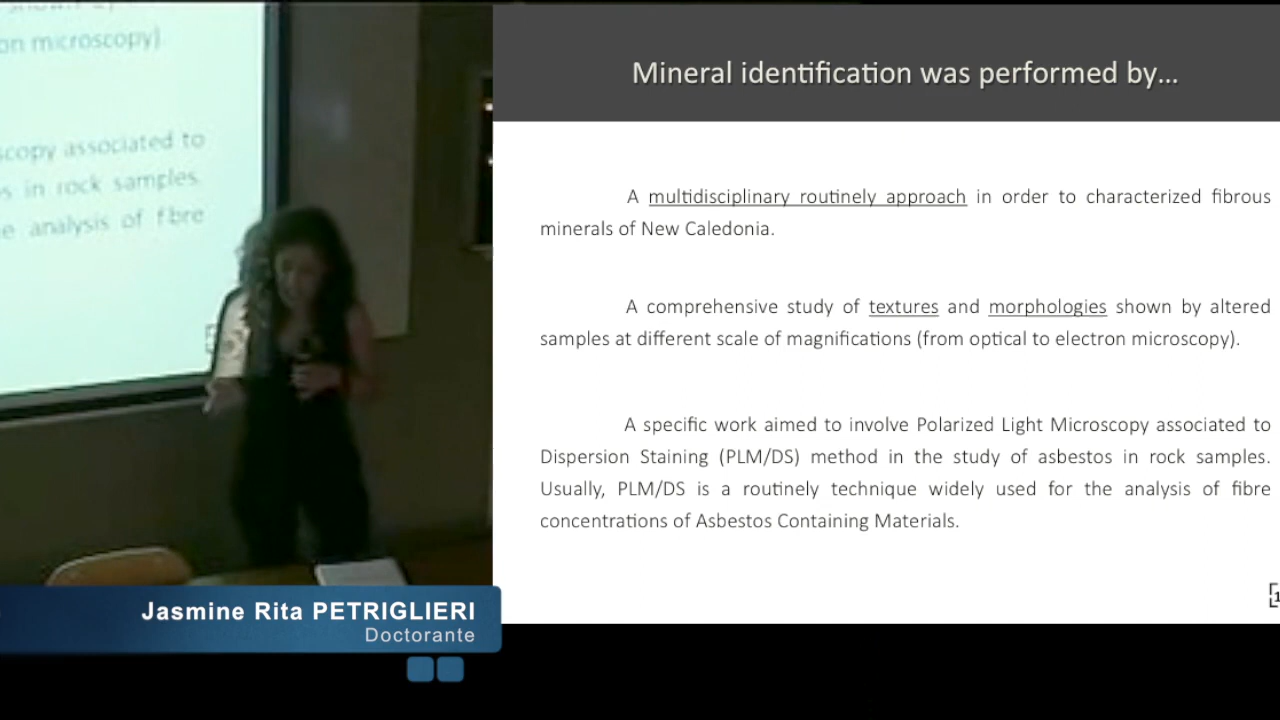 on microscopy)
scopy associated to
s in rock samples.
e analysis of fibre
Mineral identification was performed by...
A multidisciplinary routinely approach in order to characterized fibrous
minerals of New Caledonia.
A comprehensive study of textures and morphologies shown by altered
samples at different scale of magnifications (from optical to electron microscopy).
A specific work aimed to involve Polarized Light Microscopy associated to
Dispersion Staining (PLM/DS) method in the study of asbestos in rock samples.
Usually, PLM/DS is a routinely technique widely used for the analysis of fibre
concentrations of Asbestos Containing Materials.
Jasmine Rita PETRIGLIERI
Doctorante